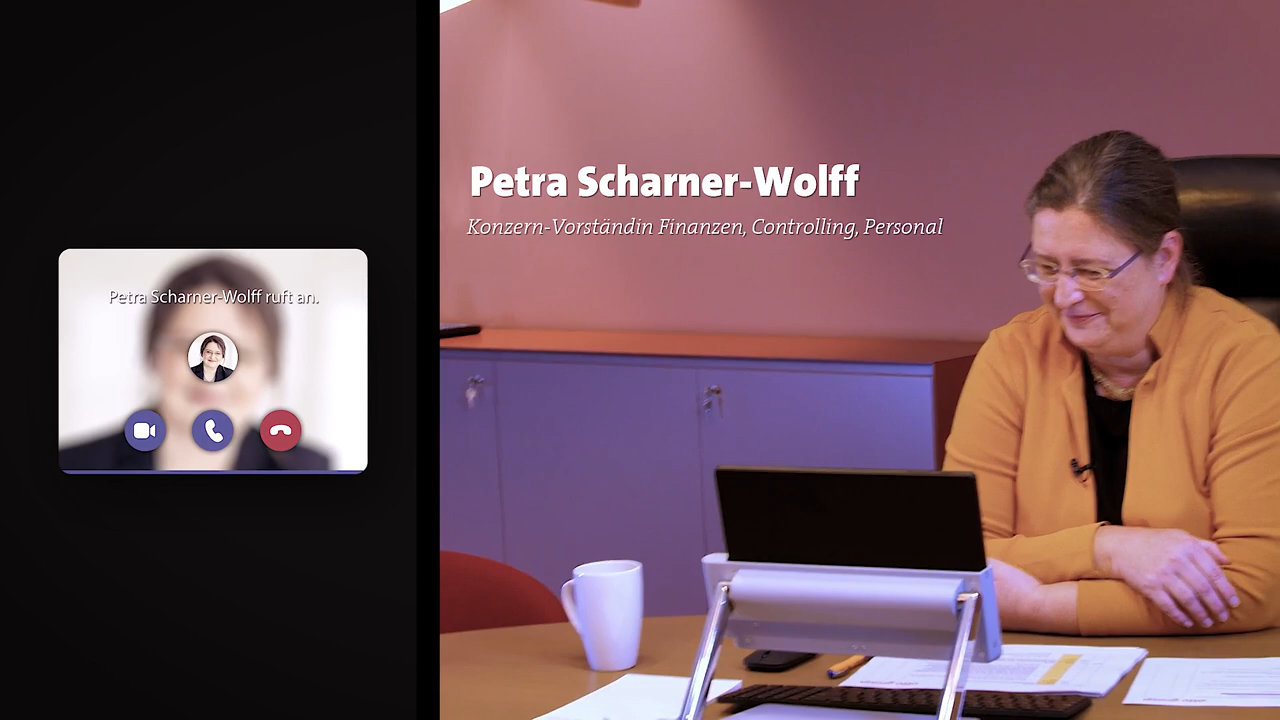 Petra Scharner-Wolff ruft an.
Petra Scharner-Wolff
Konzern-Vorständin Finanzen, Controlling, Personal